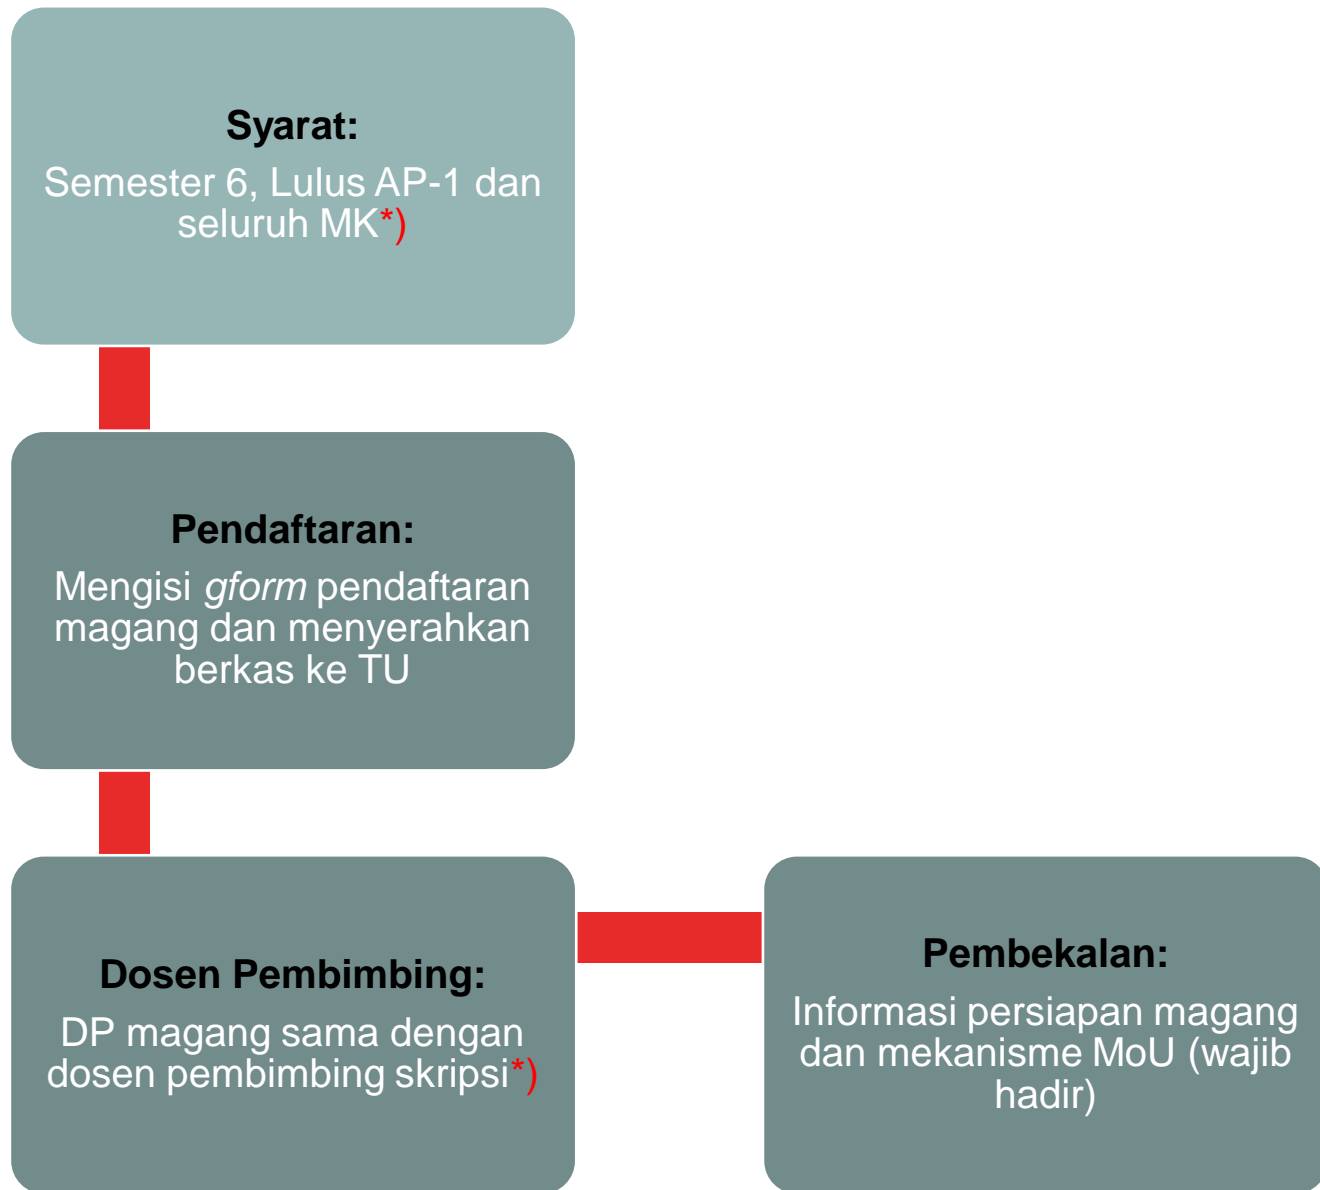 Syarat:
Semester 6, Lulus AP-1 dan
seluruh MK*)
Pendaftaran:
Mengisi gform pendaftaran
magang dan menyerahkan
berkas ke TU
Dosen Pembimbing:
DP magang sama dengan
dosen pembimbing skripsi*)
Pembekalan:
Informasi persiapan magang
dan mekanisme MoU (wajib
hadir)